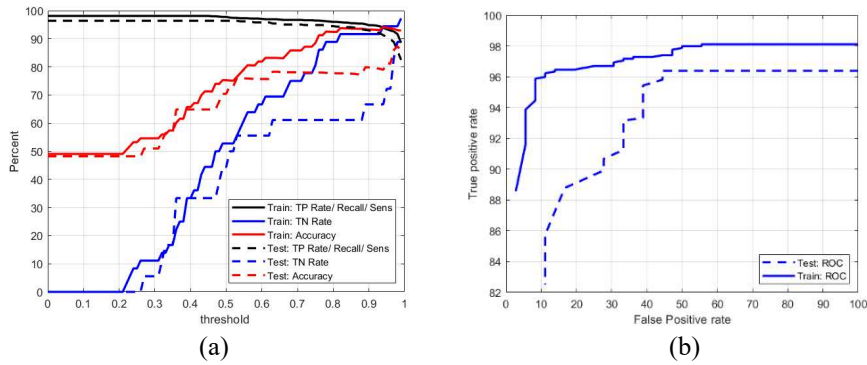 100
90
80
70
60
50
40
30
20
10
0
Percent
0 0.1 0.2 0.3 0.4 0.5 0.6 0.7 0.8 0.9 1
threshold
Train: TP Rate/ Recall/ Sens
Train: TN Rate
Train: Accuracy
Test: TP Rate/ Recall/ Sens
Test: TN Rate
Test: Accuracy
(a)
100
98
96
94
92
90
88
86
84
82
True positive rate
0 10 20 30 40 50 60 70 80 90 100
False Positive rate
Test: ROC
Train: ROC
(b)